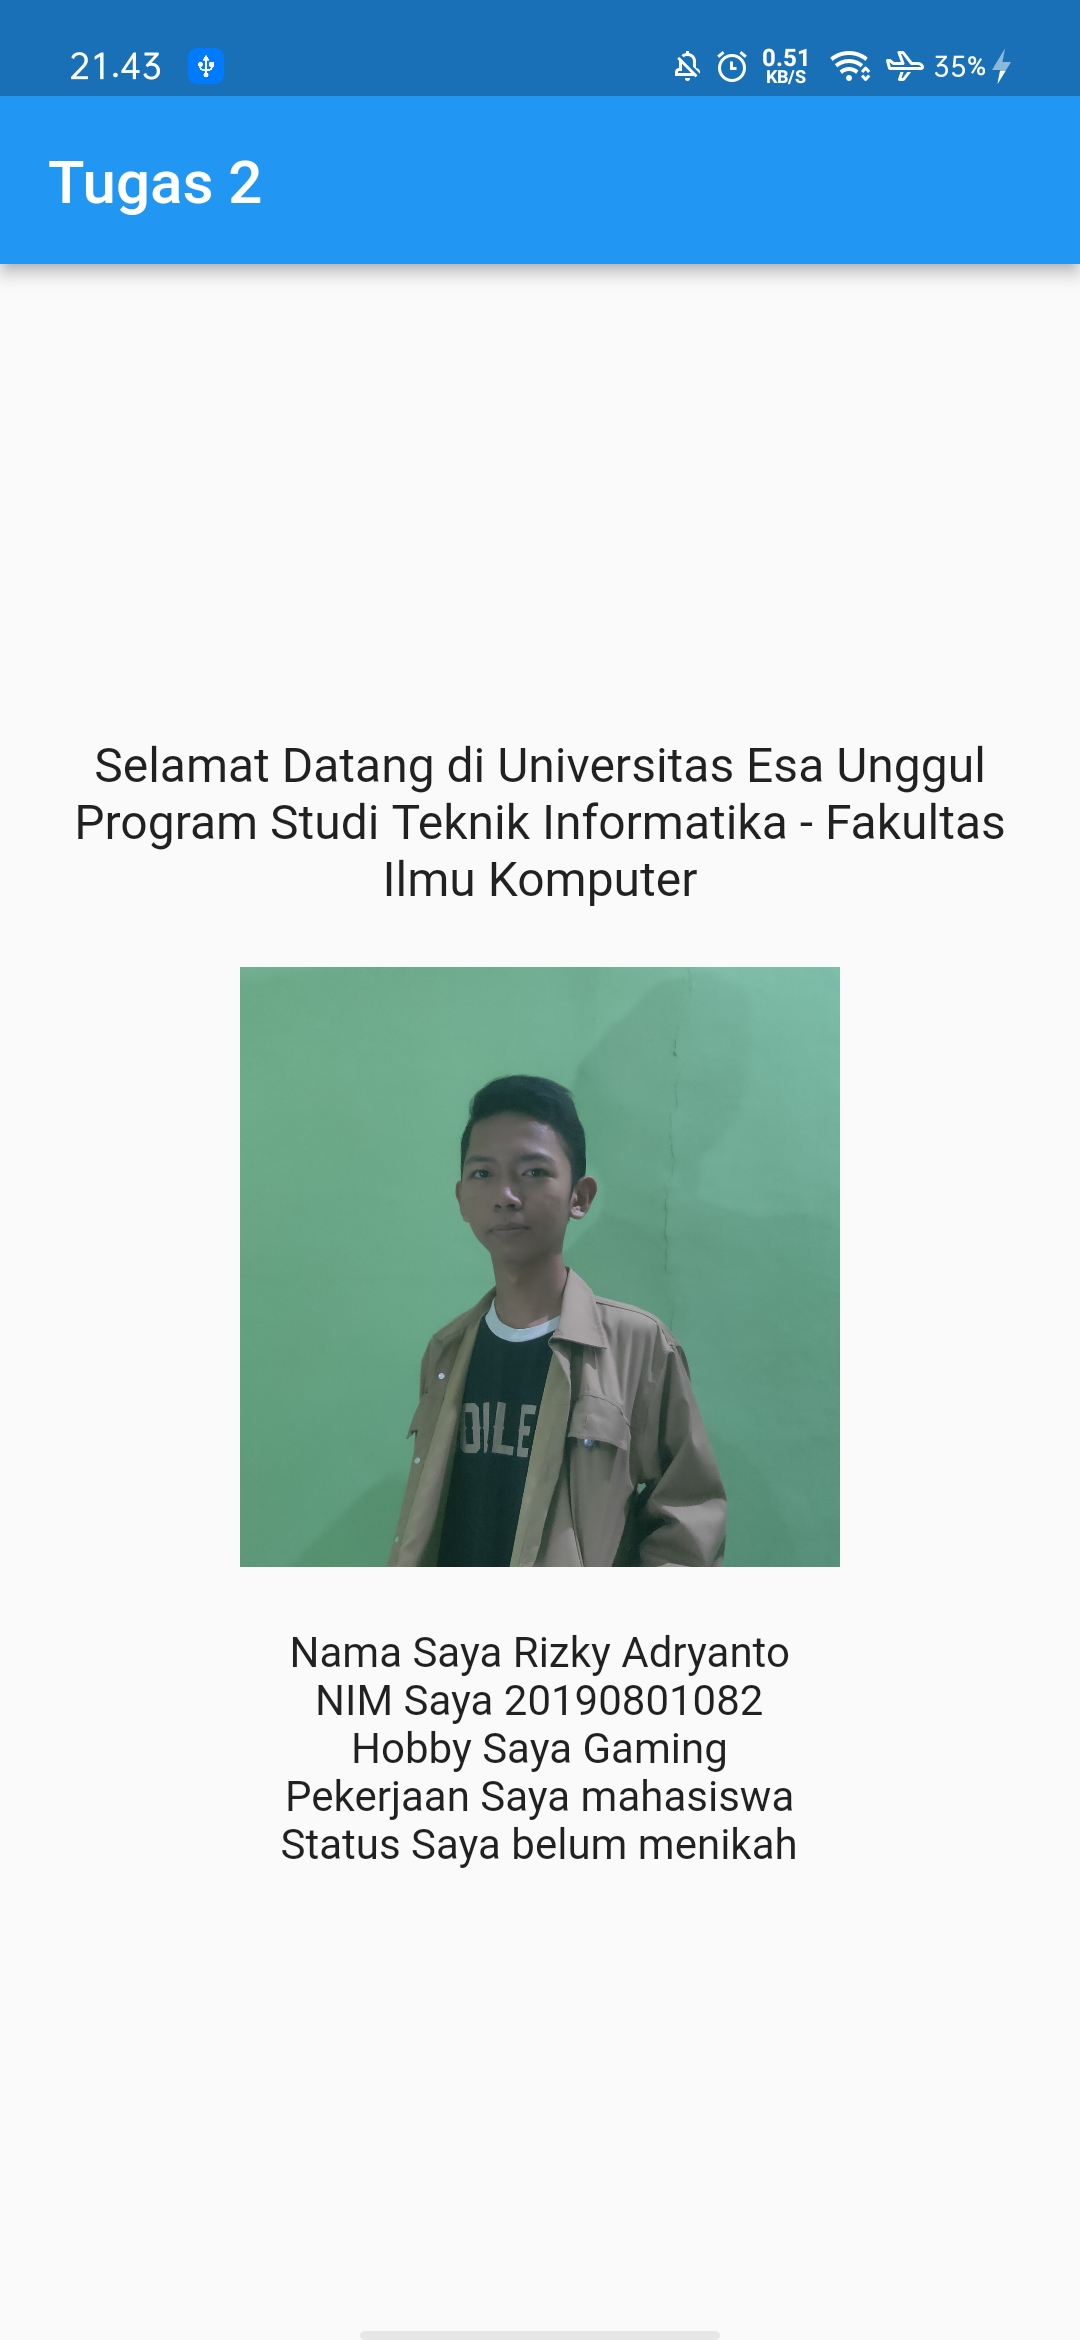 21.43
0.51
KB/S
35%
Tugas 2
Selamat Datang di Universitas Esa Unggul
Program Studi Teknik Informatika - Fakultas
Ilmu Komputer
OILE
Nama Saya Rizky Adryanto
NIM Saya 20190801082
Hobby Saya Gaming
Pekerjaan Saya mahasiswa
Status Saya belum menikah